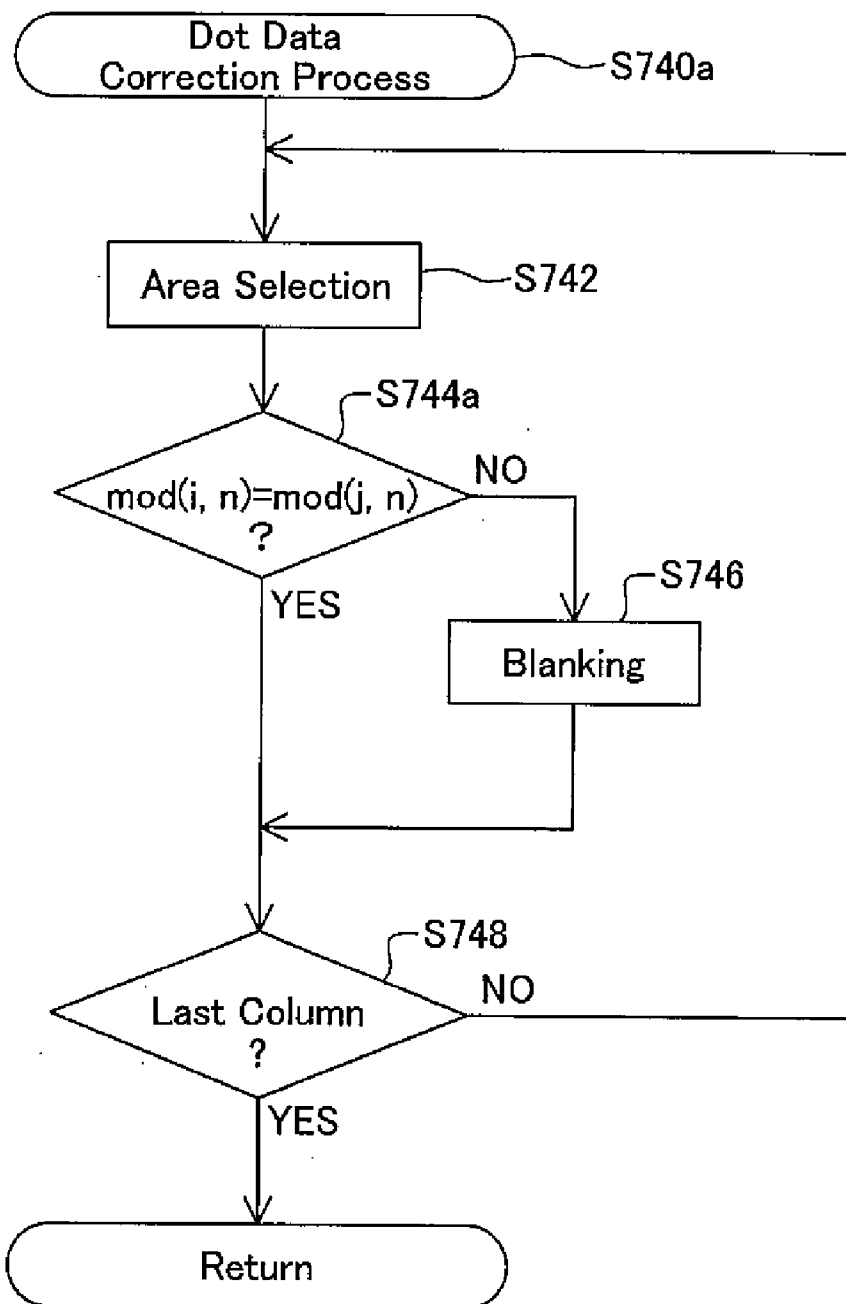 Dot Data
Correction Process
S740a
Area Selection
S742
S744a
mod(i, n)=mod(j, n)
?
NO
YES
S746
Blanking
S748
Last Column
?
NO
YES
Return